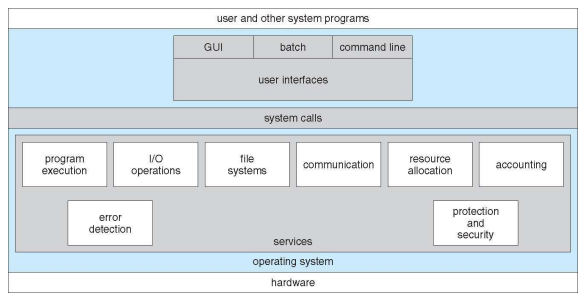 user and other system programs
GUI
batch
command line
user interfaces
system calls
program
execution
I/O
operations
file
systems
communication
resource
allocation
accounting
error
detection
protection
and
security
services
operating system
hardware